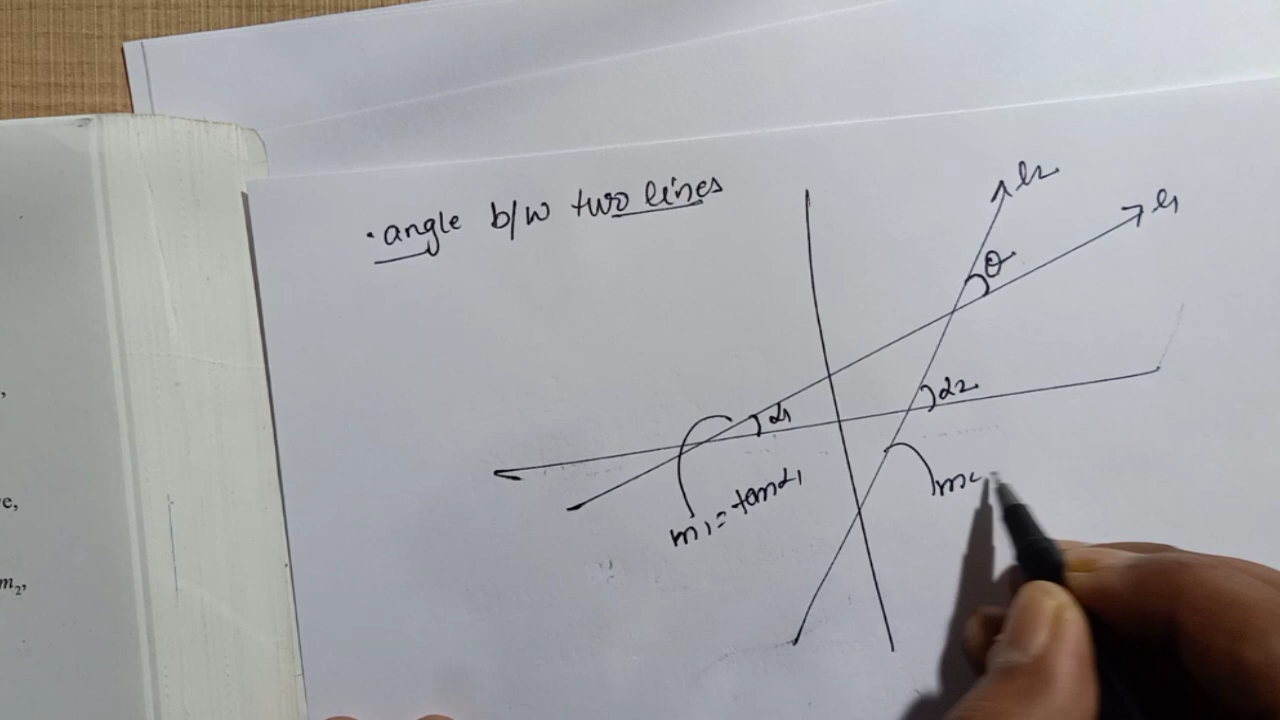 · angle b/w two lines
l2
l1
θ
α2
α1
m1 = tanα1
m
,
e,
m2,